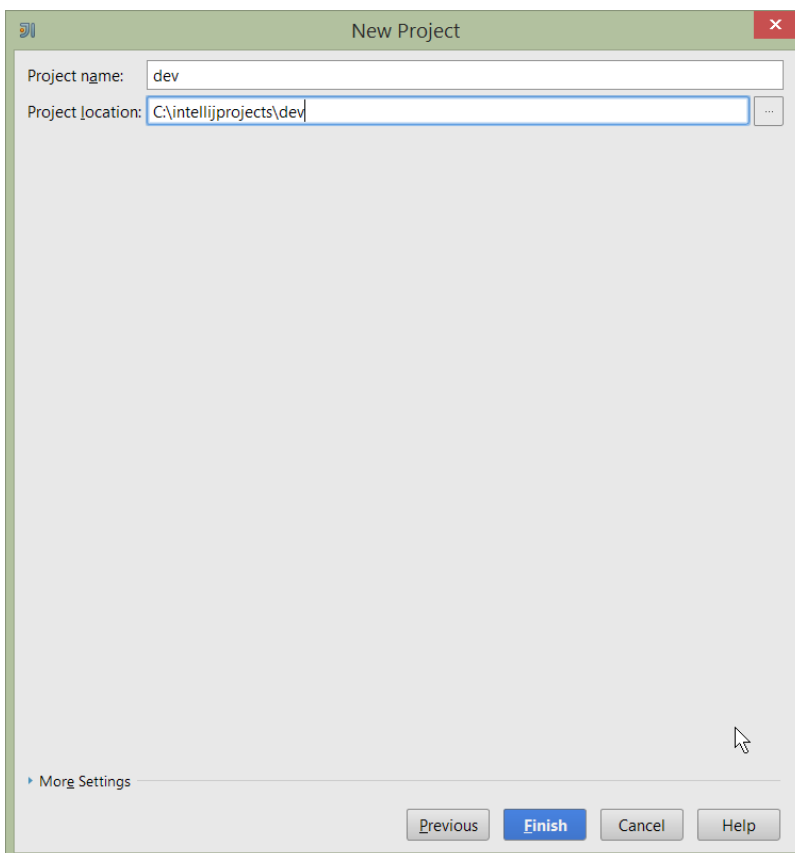 New Project
Project name: dev
Project location: C:\intellijprojects\dev ...
More Settings
Previous Finish Cancel Help